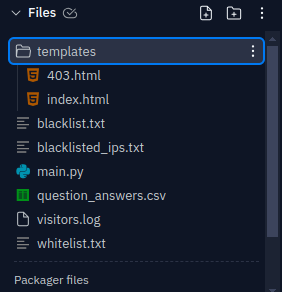 Files
templates
403.html
index.html
blacklist.txt
blacklisted_ips.txt
main.py
question_answers.csv
visitors.log
whitelist.txt
Packager files